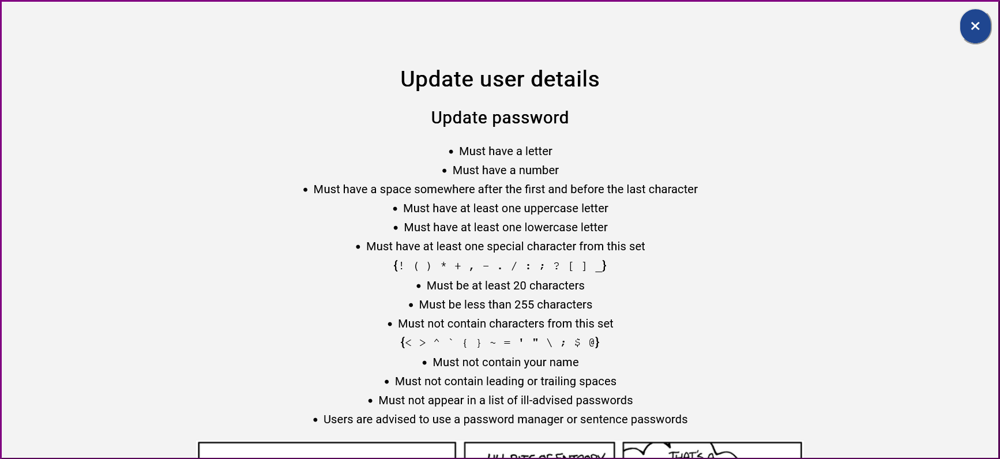 ×
Update user details
Update password
• Must have a letter
• Must have a number
• Must have a space somewhere after the first and before the last character
• Must have at least one uppercase letter
• Must have at least one lowercase letter
• Must have at least one special character from this set
{! ( ) * + , - . / : ; ? [ ] _}
• Must be at least 20 characters
• Must be less than 255 characters
• Must not contain characters from this set
{< > ^ ` { } ~ = ' " \ ; $ @}
• Must not contain your name
• Must not contain leading or trailing spaces
• Must not appear in a list of ill-advised passwords
• Users are advised to use a password manager or sentence passwords
BITS OF ENTROPY
THAT'S A